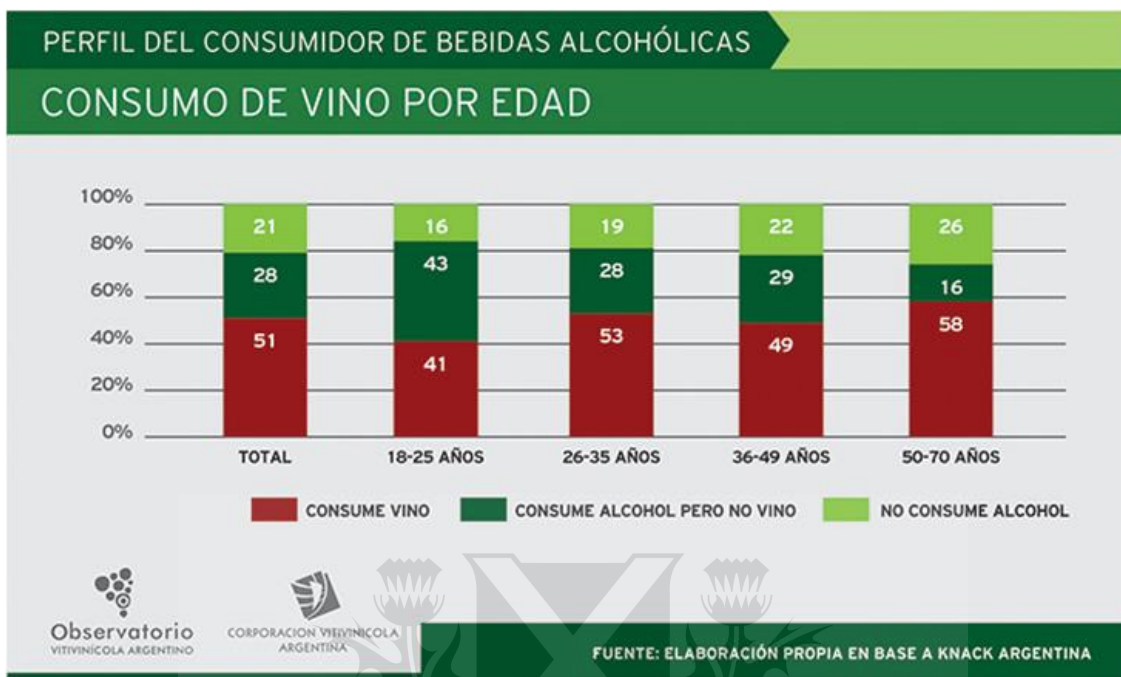 PERFIL DEL CONSUMIDOR DE BEBIDAS ALCOHÓLICAS
CONSUMO DE VINO POR EDAD
100%
80%
60%
40%
20%
0%
21
28
51
16
43
41
19
28
53
22
29
49
26
16
58
TOTAL
18-25 AÑOS
26-35 AÑOS
36-49 AÑOS
50-70 AÑOS
CONSUME VINO
CONSUME ALCOHOL PERO NO VINO
NO CONSUME ALCOHOL
Observatorio
VITIVINÍCOLA ARGENTINO
CORPORACION VITIVINICOLA
ARGENTINA
FUENTE: ELABORACIÓN PROPIA EN BASE A KNACK ARGENTINA